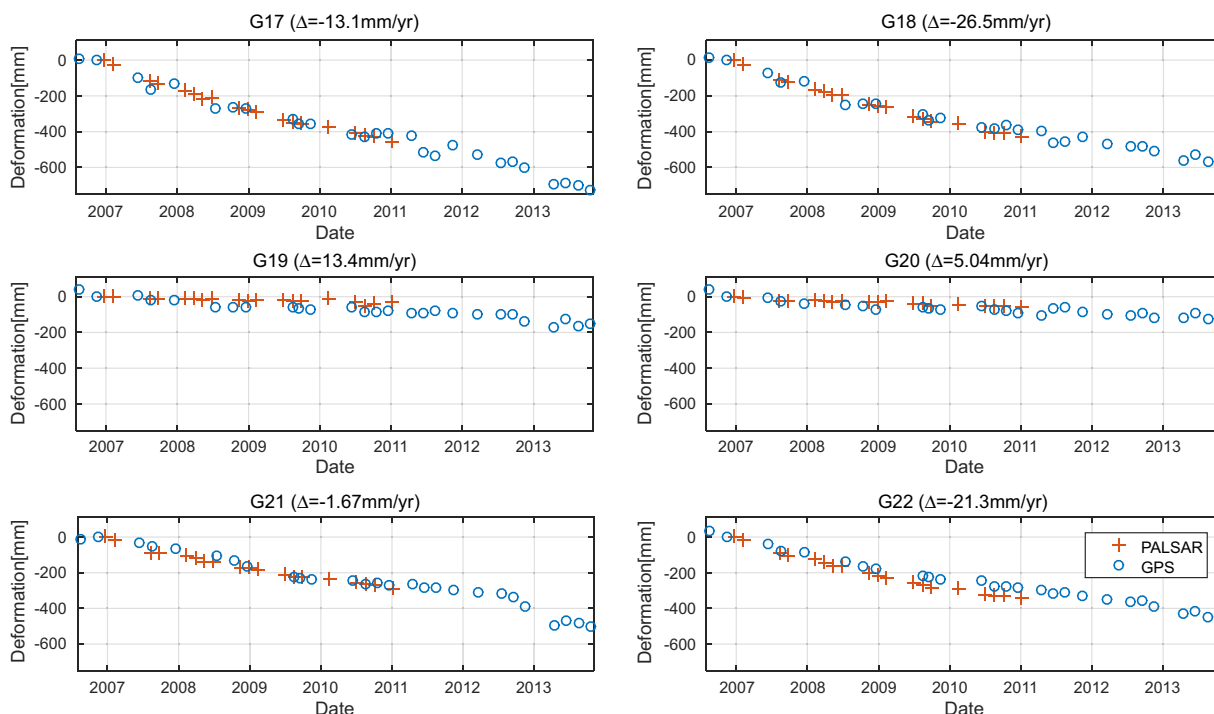 G17 (Δ=-13.1mm/yr)
Deformation[mm]
0
-200
-400
-600
2007 2008 2009 2010 2011 2012 2013
Date
G18 (Δ=-26.5mm/yr)
Deformation[mm]
0
-200
-400
-600
2007 2008 2009 2010 2011 2012 2013
Date
G19 (Δ=13.4mm/yr)
Deformation[mm]
0
-200
-400
-600
2007 2008 2009 2010 2011 2012 2013
Date
G20 (Δ=5.04mm/yr)
Deformation[mm]
0
-200
-400
-600
2007 2008 2009 2010 2011 2012 2013
Date
G21 (Δ=-1.67mm/yr)
Deformation[mm]
0
-200
-400
-600
2007 2008 2009 2010 2011 2012 2013
Date
G22 (Δ=-21.3mm/yr)
Deformation[mm]
0
-200
-400
-600
PALSAR
GPS
2007 2008 2009 2010 2011 2012 2013
Date